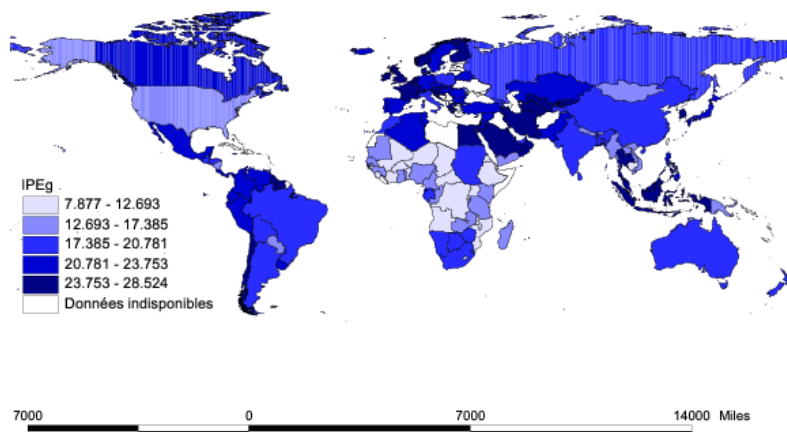 IPEg
7.877 - 12.693
12.693 - 17.385
17.385 - 20.781
20.781 - 23.753
23.753 - 28.524
Données indisponibles
7000 0 7000 14000 Miles